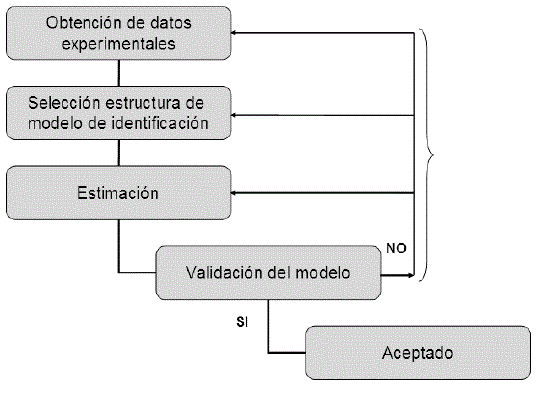 Obtención de datos
experimentales
Selección estructura de
modelo de identificación
Estimación
NO
Validación del modelo
SI
Aceptado